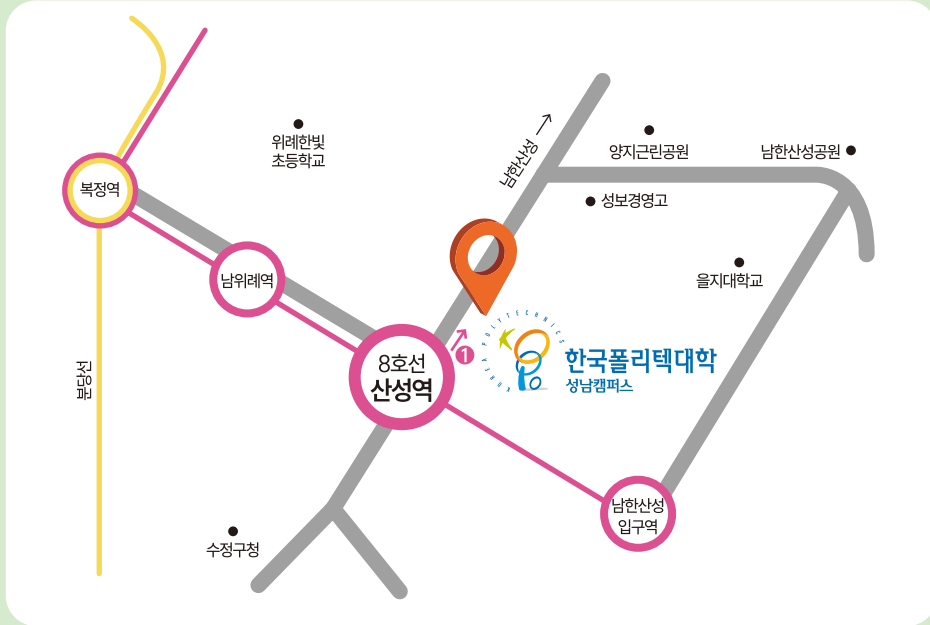 위례한빛
초등학교
남한산성
양지근린공원
남한산성공원
복정역
성보경영고
남위례역
을지대학교
KOREA POLYTECHNICS
1
8호선
산성역
한국폴리텍대학
성남캠퍼스
분당선
남한산성
입구역
수정구청